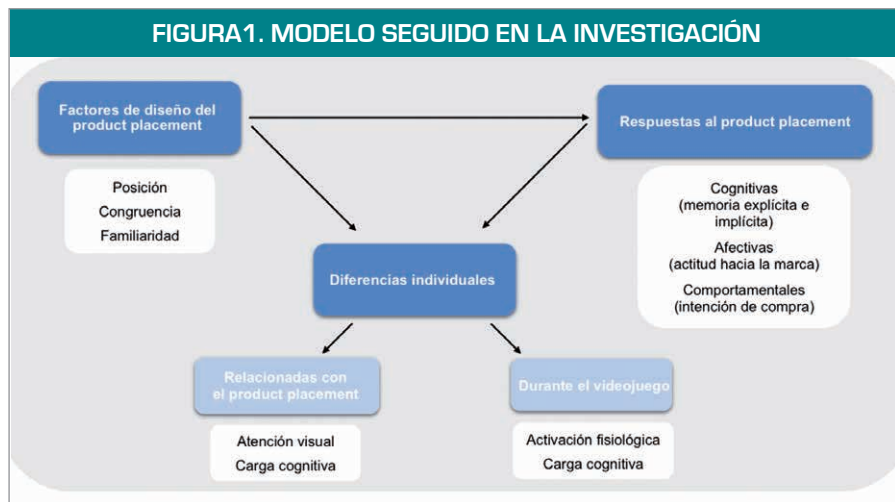 FIGURA1. MODELO SEGUIDO EN LA INVESTIGACIÓN
Factores de diseño del
product placement
Respuestas al product placement
Posición
Congruencia
Familiaridad
Cognitivas
(memoria explícita e
implícita)
Afectivas
(actitud hacia la marca)
Comportamentales
(intención de compra)
Diferencias individuales
Relacionadas con
el product placement
Durante el videojuego
Atención visual
Carga cognitiva
Activación fisiológica
Carga cognitiva